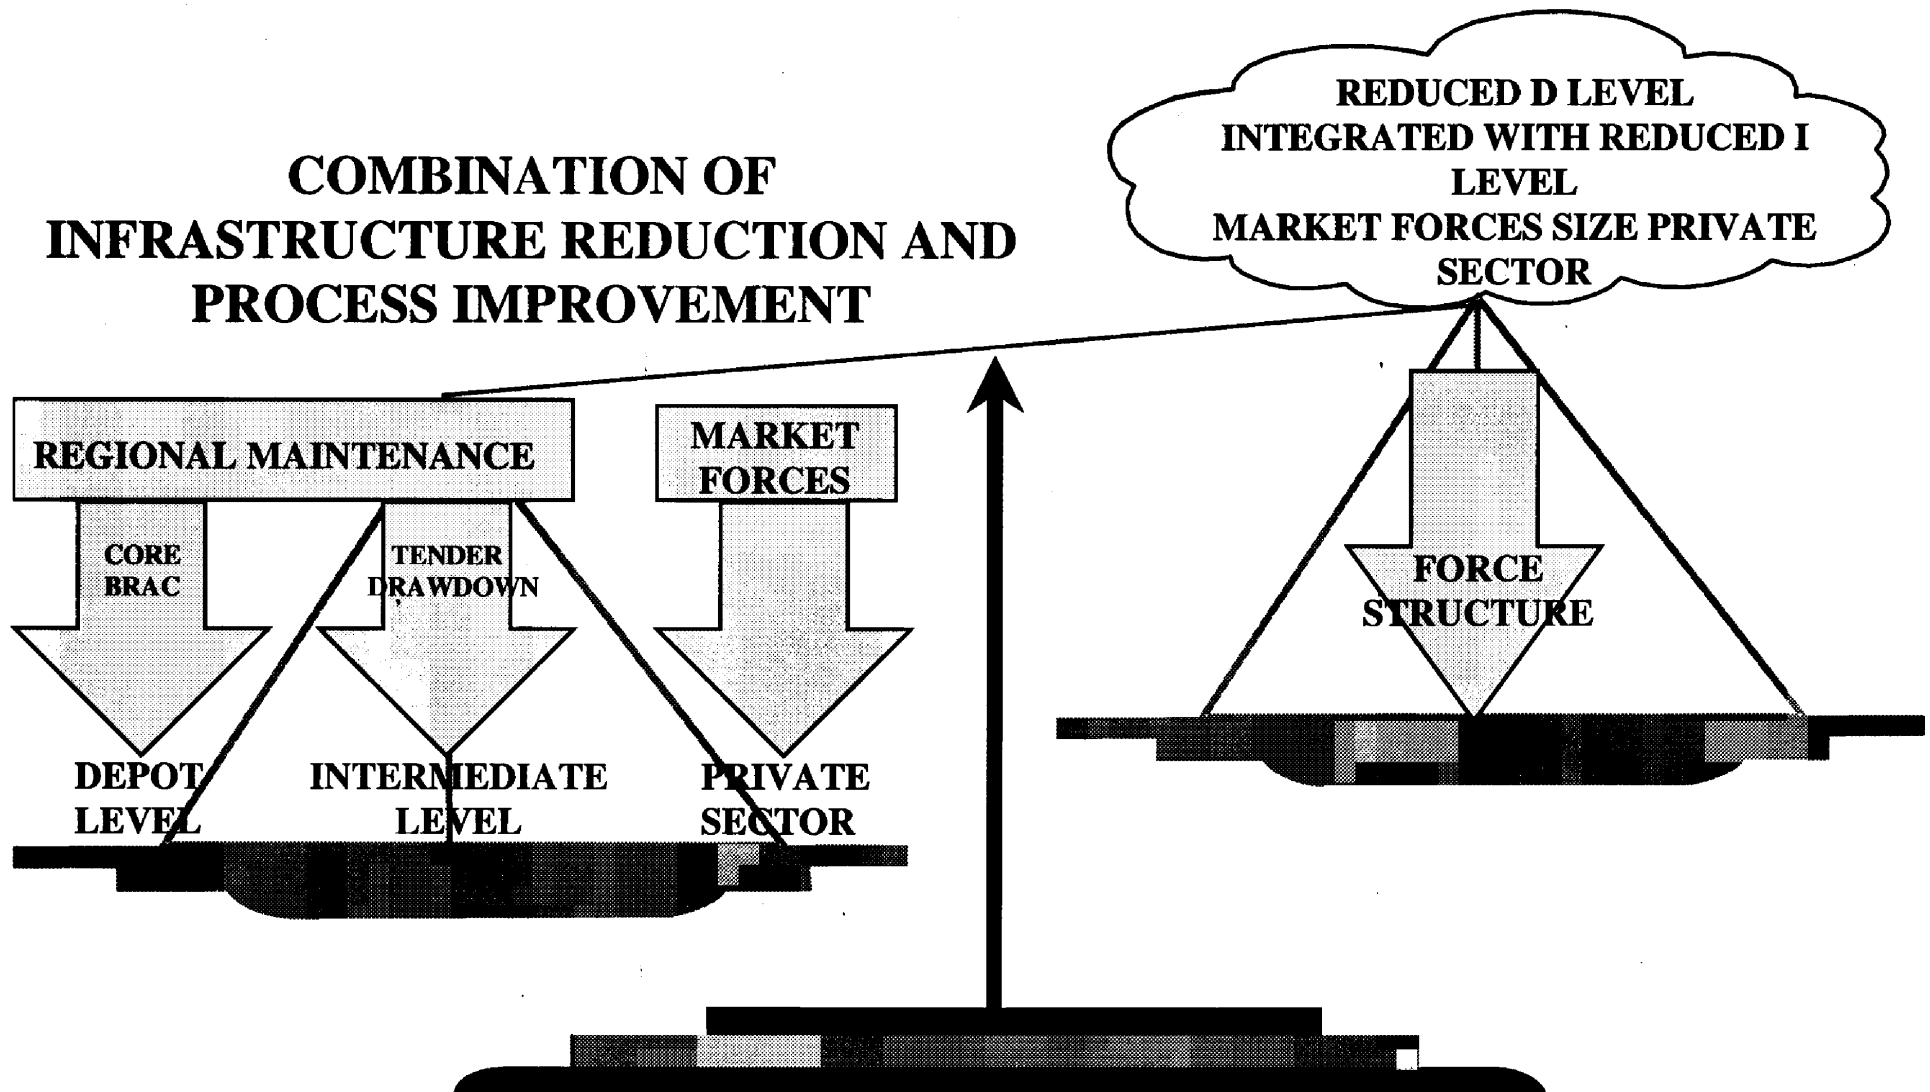 COMBINATION OF
INFRASTRUCTURE REDUCTION AND
PROCESS IMPROVEMENT
REDUCED D LEVEL
INTEGRATED WITH REDUCED I
LEVEL
MARKET FORCES SIZE PRIVATE
SECTOR
REGIONAL MAINTENANCE
MARKET
FORCES
CORE
BRAC
TENDER
DRAWDOWN
FORCE
STRUCTURE
DEPOT
LEVEL
INTERMEDIATE
LEVEL
PRIVATE
SECTOR